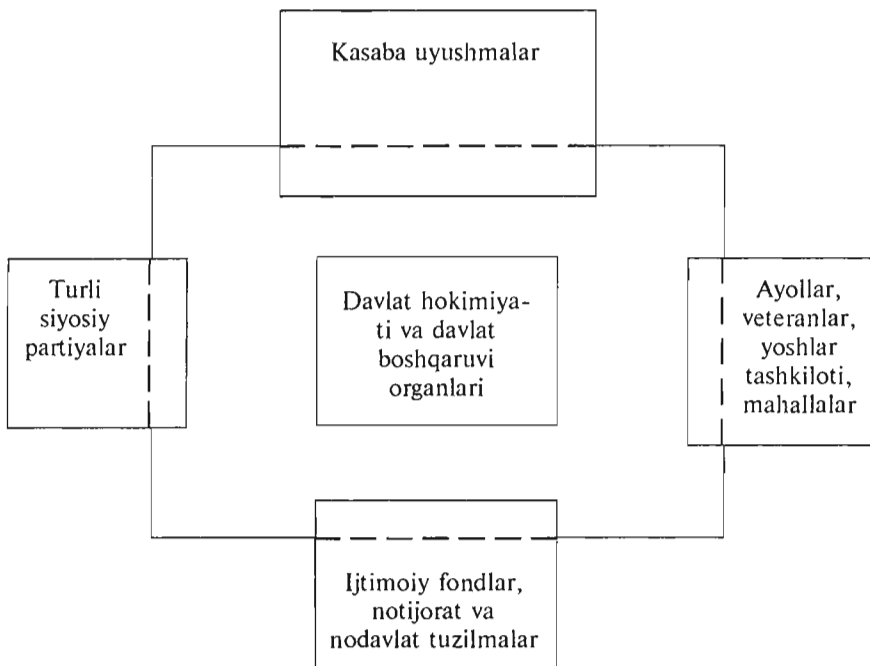 Kasaba uyushmalar
Turli
siyosiy
partiyalar
Davlat hokimiya-
ti va davlat
boshqaruvi
organlari
Ayollar,
veteranlar,
yoshlar
tashkiloti,
mahallalar
Ijtimoiy fondlar,
notijorat va
nodavlat tuzilmalar